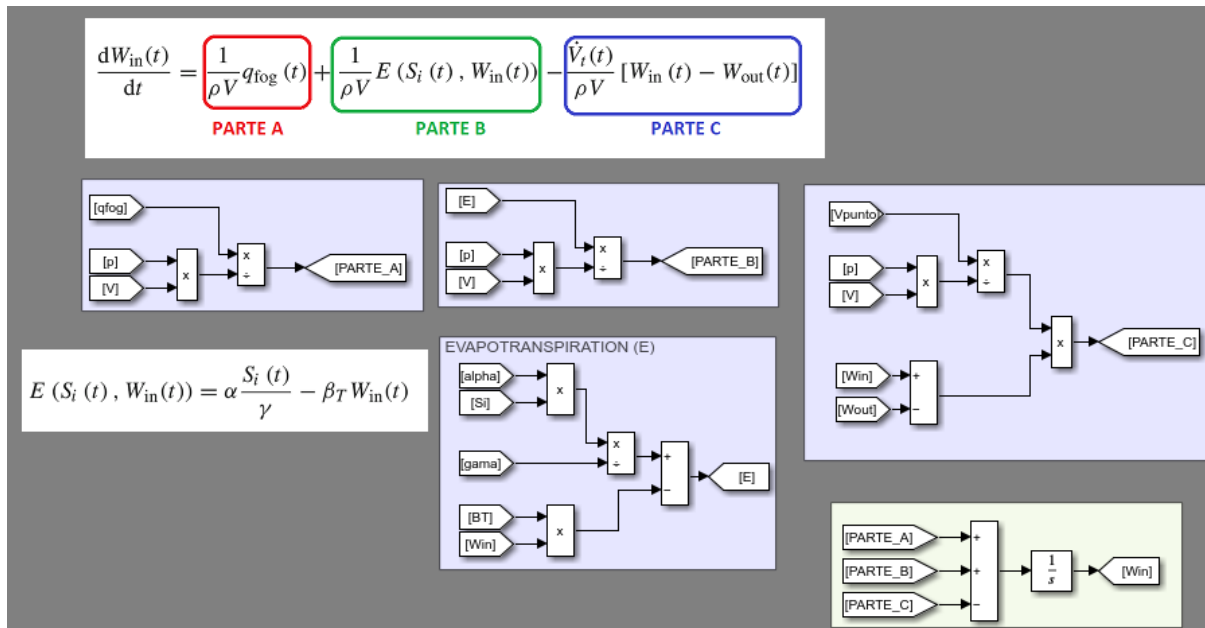 dW_in(t)/dt = 1/ρV q_fog (t) + 1/ρV E (S_i (t) , W_in(t)) − V̇_t(t)/ρV [W_in (t) − W_out(t)]
PARTE A PARTE B PARTE C
[qfog]
[p]
[V]
x
x
÷
[PARTE_A]
[E]
[p]
[V]
x
x
÷
[PARTE_B]
[Vpunto]
[p]
[V]
x
x
÷
[Win]
[Wout]
+
−
x
[PARTE_C]
E (S_i (t) , W_in(t)) = α S_i (t)/γ − β_T W_in(t)
EVAPOTRANSPIRATION (E)
[alpha]
[Si]
x
[gama]
x
÷
[BT]
[Win]
x
+
−
[E]
[PARTE_A]
[PARTE_B]
[PARTE_C]
+
+
−
1/s
[Win]